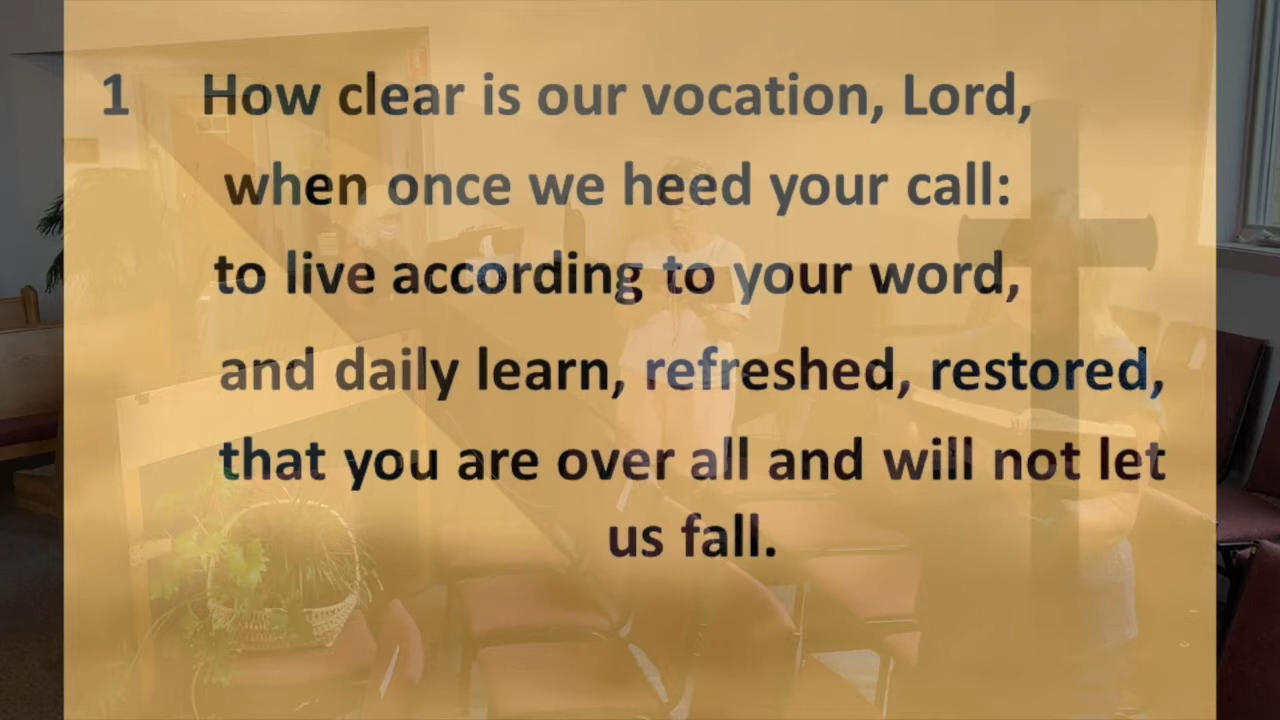 1 How clear is our vocation, Lord,
when once we heed your call:
to live according to your word,
and daily learn, refreshed, restored,
that you are over all and will not let
us fall.